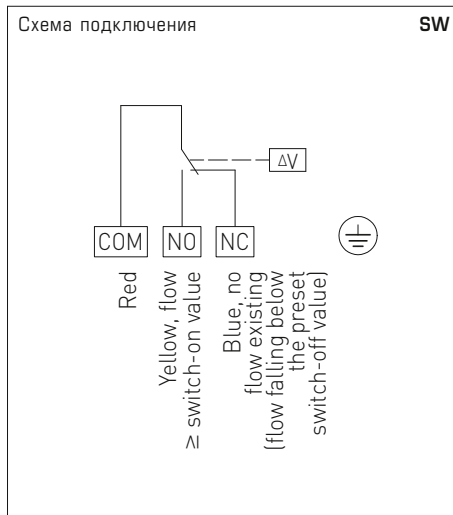 Схема подключения
SW
ΔV
COM
NO
NC
Red
Yellow, flow
≥ switch-on value
Blue, no
flow existing
(flow falling below
the preset
switch-off value)